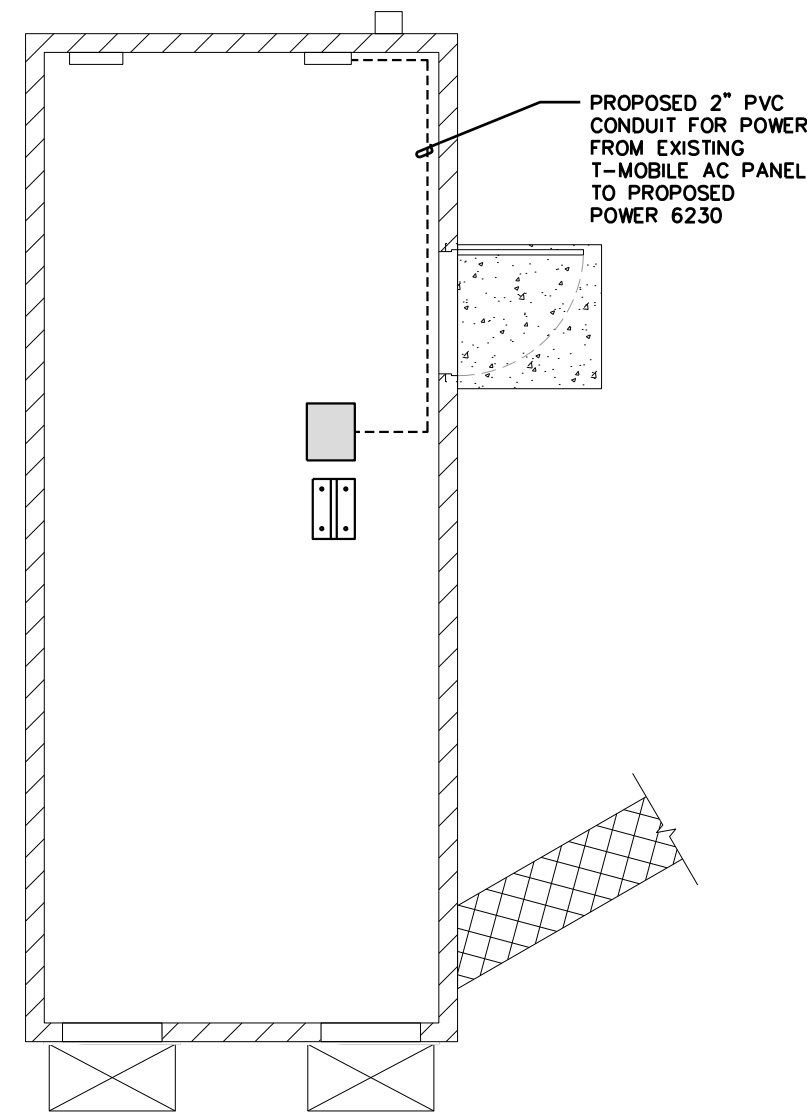 PROPOSED 2" PVC
CONDUIT FOR POWER
FROM EXISTING
T-MOBILE AC PANEL
TO PROPOSED
POWER 6230